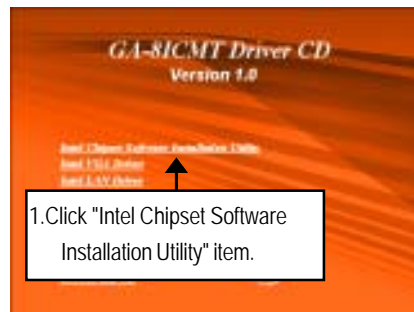 GA-8ICMT Driver CD
Version 1.0
Intel Chipset Software Installation Utility
Intel VGA Driver
Intel LAN Driver
1.Click "Intel Chipset Software
Installation Utility" item.